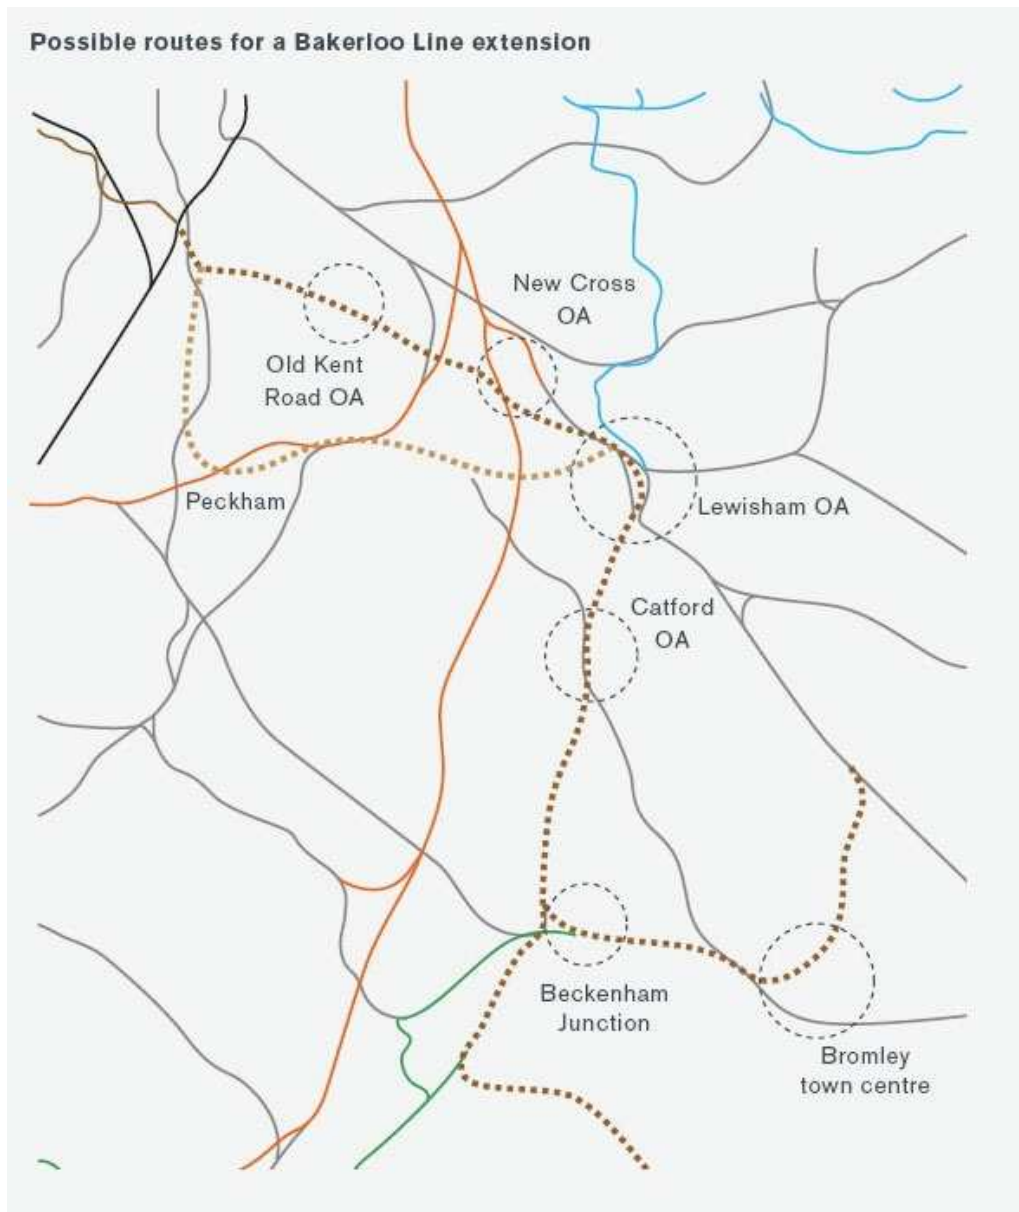 Possible routes for a Bakerloo Line extension
New Cross
OA
Old Kent
Road OA
Peckham
Lewisham OA
Catford
OA
Beckenham
Junction
Bromley
town centre